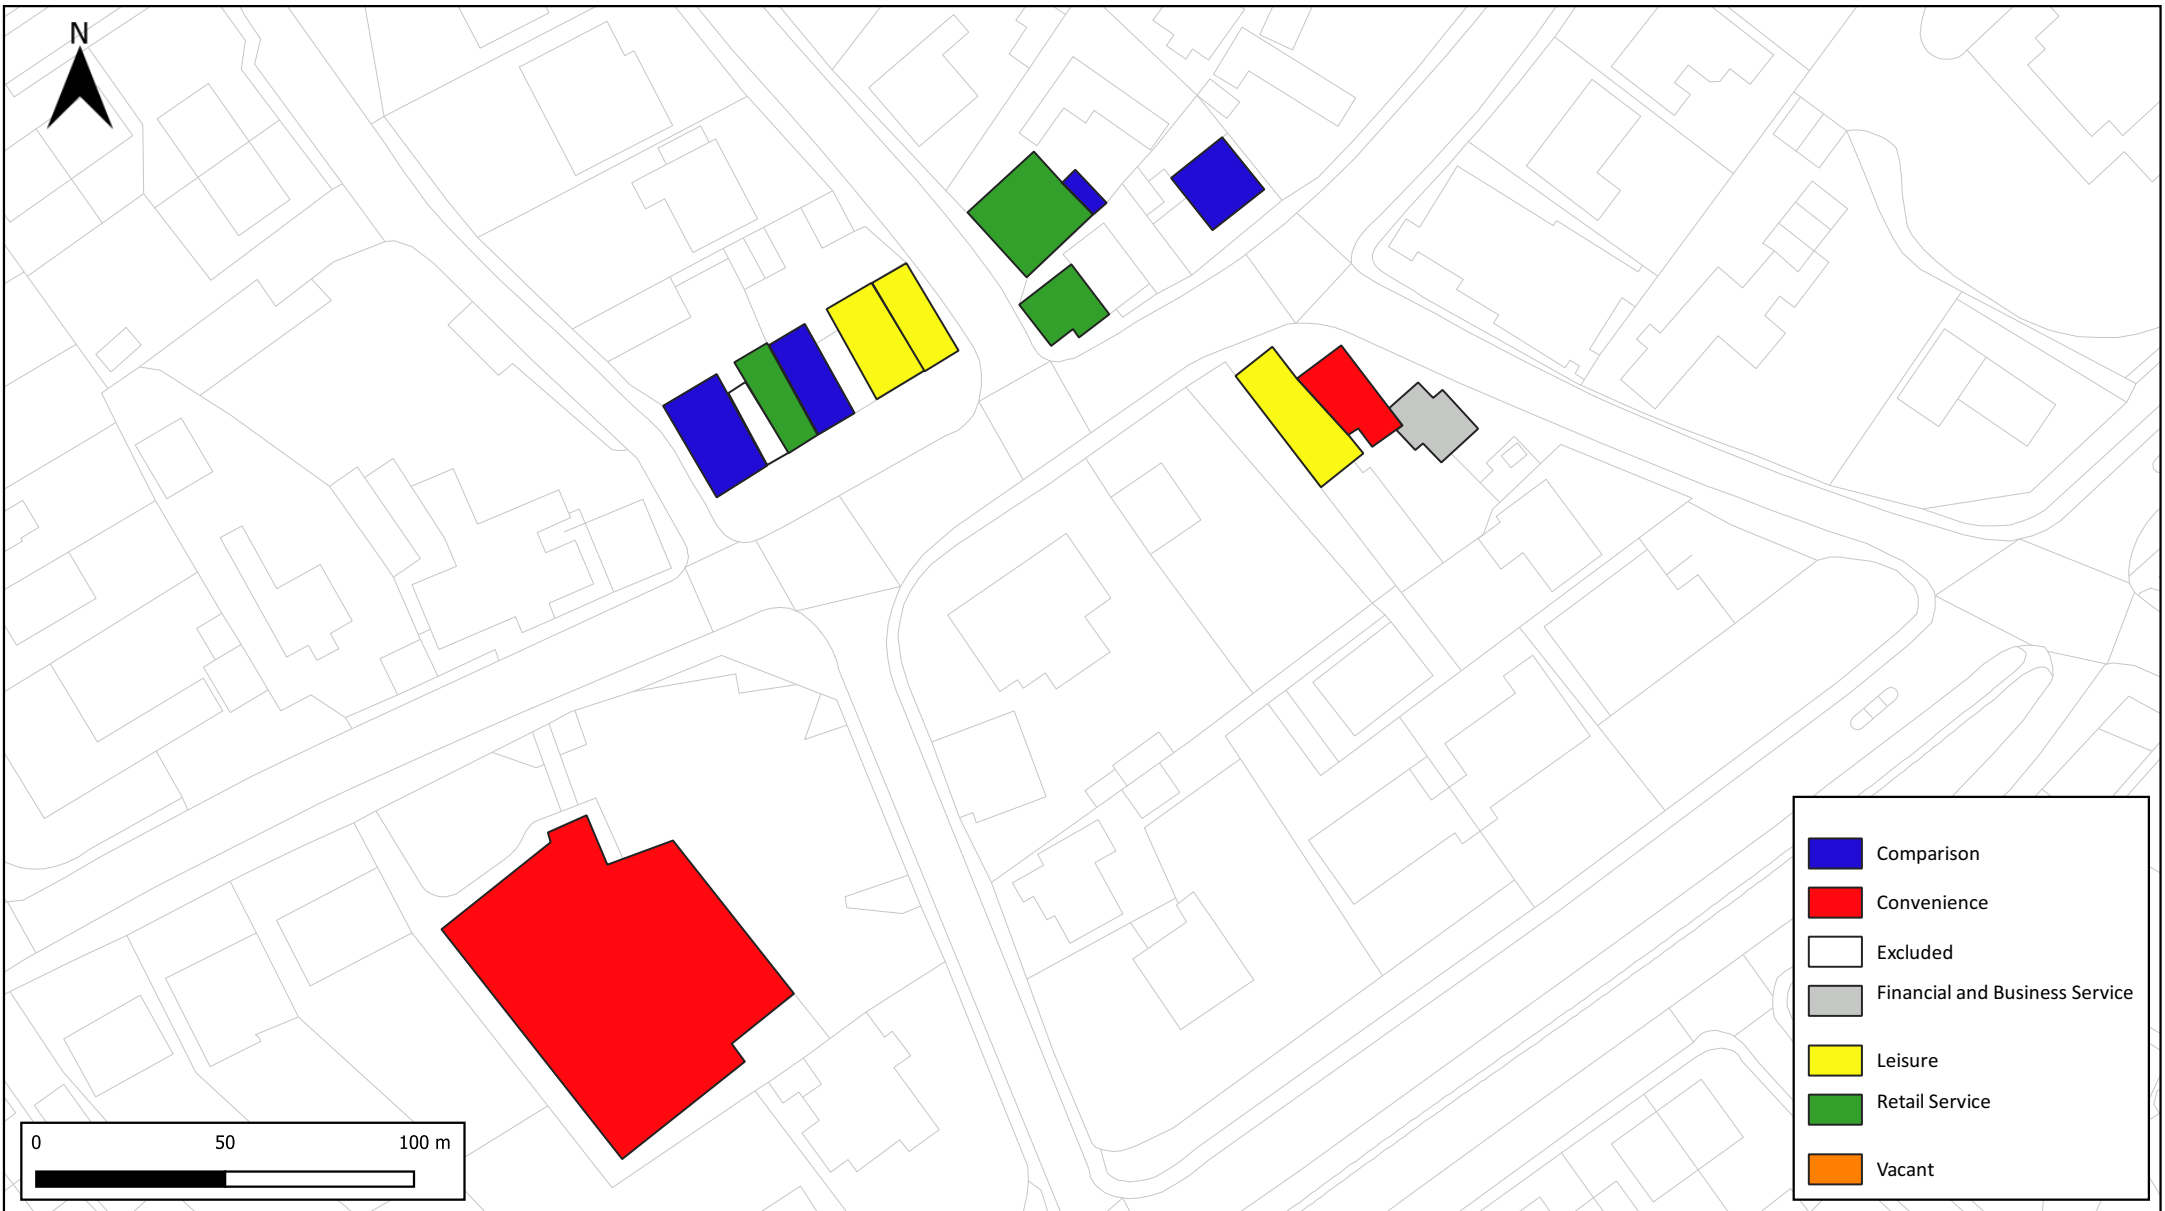 N
Comparison
Convenience
Excluded
Financial and Business Service
Leisure
Retail Service
Vacant
0 50 100 m